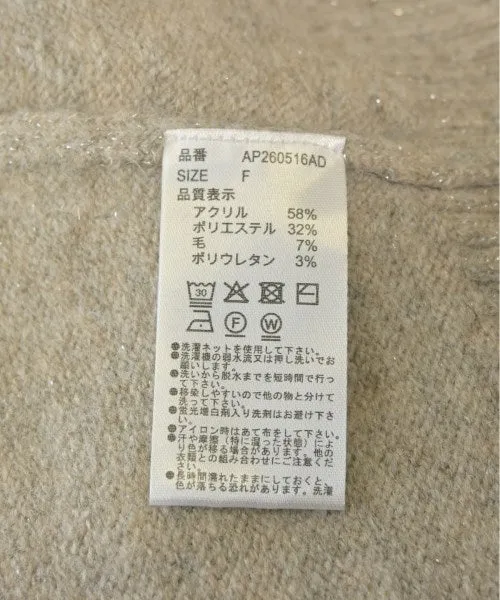 品番 AP260516AD
SIZE F
品質表示
アクリル 58%
ポリエステル 32%
毛 7%
ポリウレタン 3%
30
F W
●洗濯ネットを使用して下さい。
●洗濯機の弱水流又は押し洗いでお
願いします。
●洗いから脱水までを短時間で行っ
て下さい。
●移染しやすいので他の物と分けて
洗って下さい。
●蛍光増白剤入り洗剤はお避け下さ
い。
●アイロン時はあて布をして下さい。
●汗や摩擦（特に湿った状態）によ
り色が移る場合があります。他の
衣類との組み合わせにご注意くだ
さい。
●長時間濡れたままにしておくと、
色が落ちる恐れがあります。洗濯